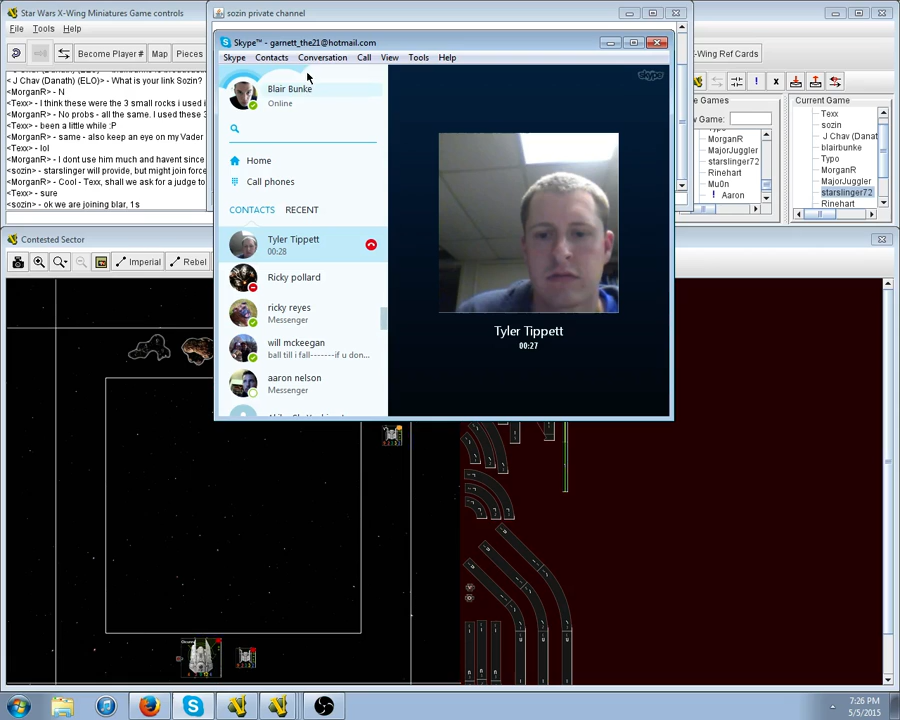 Star Wars X-Wing Miniatures Game controls
File Tools Help
Become Player # Map Pieces
< J Chav (Danath) (ELO)> - What is your link Sozin?
<MorganR> - N
<Texx> - I think these were the 3 small rocks i used i
<MorganR> - No probs - all the same. I used these 3
<Texx> - been a little while :P
<MorganR> - same - also keep an eye on my Vader
<Texx> - lol
<MorganR> - I dont use him much and havent since
<sozin> - starslinger will provide, but might join force
<MorganR> - Cool - Texx, shall we ask for a judge to
<Texx> - sure
<sozin> - ok we are joining blar, 1s
sozin private channel
Skype™ - garnett_the21@hotmail.com
Skype Contacts Conversation Call View Tools Help
Blair Bunke
Online
Home
Call phones
CONTACTS RECENT
Tyler Tippett
00:28
Ricky pollard
ricky reyes
Messenger
will mckeegan
ball till i fall-------if u don...
aaron nelson
Messenger
skype
Tyler Tippett
00:27
-Wing Ref Cards
e Games
w Game:
MorganR
MajorJuggler
starslinger72
Rinehart
Mu0n
! Aaron
Current Game
Texx
sozin
J Chav (Danat
blairbunke
Typo
MorganR
MajorJuggler
starslinger72
Rinehart
Contested Sector
Imperial Rebel
7:26 PM
5/5/2015